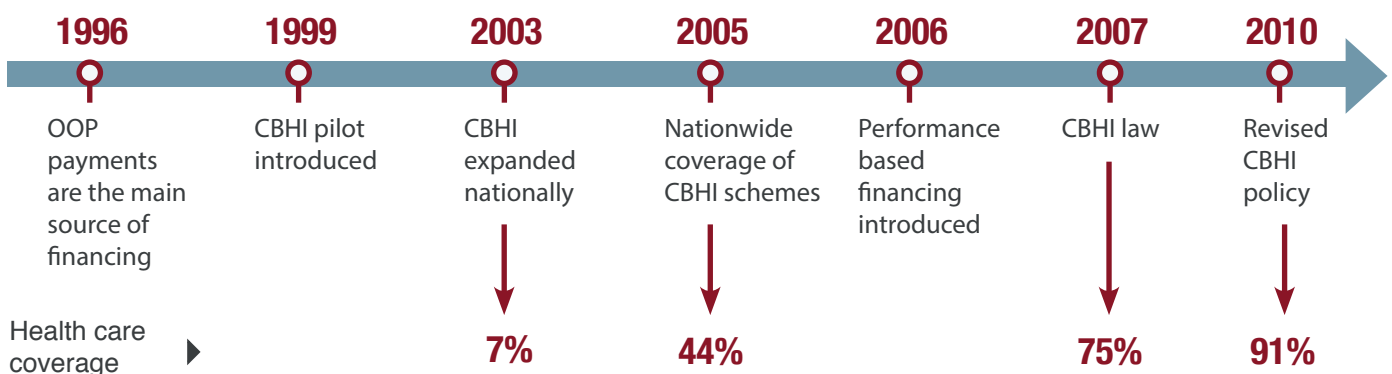 1996
OOP
payments
are the main
source of
financing
1999
CBHI pilot
introduced
2003
CBHI
expanded
nationally
2005
Nationwide
coverage of
CBHI schemes
2006
Performance
based
financing
introduced
2007
CBHI law
2010
Revised
CBHI
policy
Health care
coverage
7%
44%
75%
91%